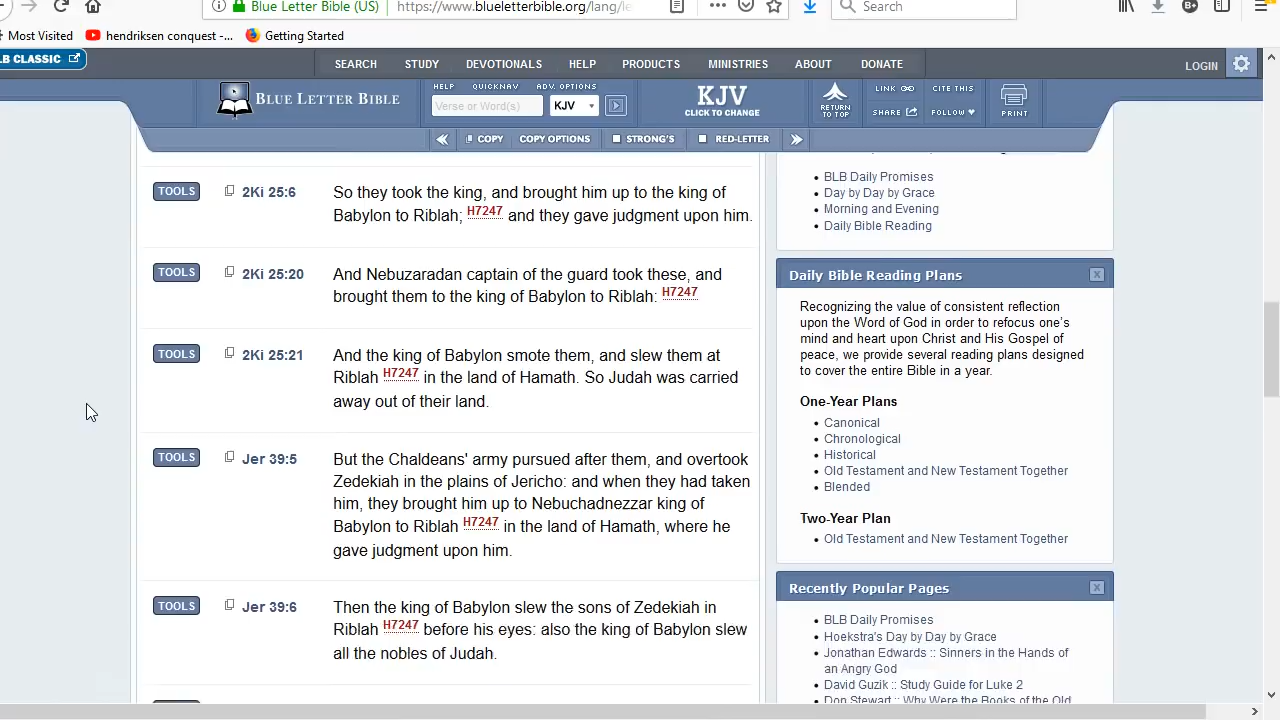 Blue Letter Bible (US)
https://www.blueletterbible.org/lang/le
Search
Most Visited
hendriksen conquest -...
Getting Started
LB CLASSIC
SEARCH
STUDY
DEVOTIONALS
HELP
PRODUCTS
MINISTRIES
ABOUT
DONATE
LOGIN
BLUE LETTER BIBLE
HELP
QUICKNAV
ADV. OPTIONS
Verse or Word(s)
KJV
KJV
CLICK TO CHANGE
RETURN
TO TOP
LINK
CITE THIS
SHARE
FOLLOW
PRINT
COPY
COPY OPTIONS
STRONG'S
RED-LETTER
TOOLS
2Ki 25:6
So they took the king, and brought him up to the king of
Babylon to Riblah; H7247 and they gave judgment upon him.
TOOLS
2Ki 25:20
And Nebuzaradan captain of the guard took these, and
brought them to the king of Babylon to Riblah: H7247
TOOLS
2Ki 25:21
And the king of Babylon smote them, and slew them at
Riblah H7247 in the land of Hamath. So Judah was carried
away out of their land.
TOOLS
Jer 39:5
But the Chaldeans' army pursued after them, and overtook
Zedekiah in the plains of Jericho: and when they had taken
him, they brought him up to Nebuchadnezzar king of
Babylon to Riblah H7247 in the land of Hamath, where he
gave judgment upon him.
TOOLS
Jer 39:6
Then the king of Babylon slew the sons of Zedekiah in
Riblah H7247 before his eyes: also the king of Babylon slew
all the nobles of Judah.
BLB Daily Promises
Day by Day by Grace
Morning and Evening
Daily Bible Reading
Daily Bible Reading Plans
Recognizing the value of consistent reflection
upon the Word of God in order to refocus one's
mind and heart upon Christ and His Gospel of
peace, we provide several reading plans designed
to cover the entire Bible in a year.
One-Year Plans
Canonical
Chronological
Historical
Old Testament and New Testament Together
Blended
Two-Year Plan
Old Testament and New Testament Together
Recently Popular Pages
BLB Daily Promises
Hoekstra's Day by Day by Grace
Jonathan Edwards :: Sinners in the Hands of
an Angry God
David Guzik :: Study Guide for Luke 2
Don Stewart :: Why Were the Books of the Old